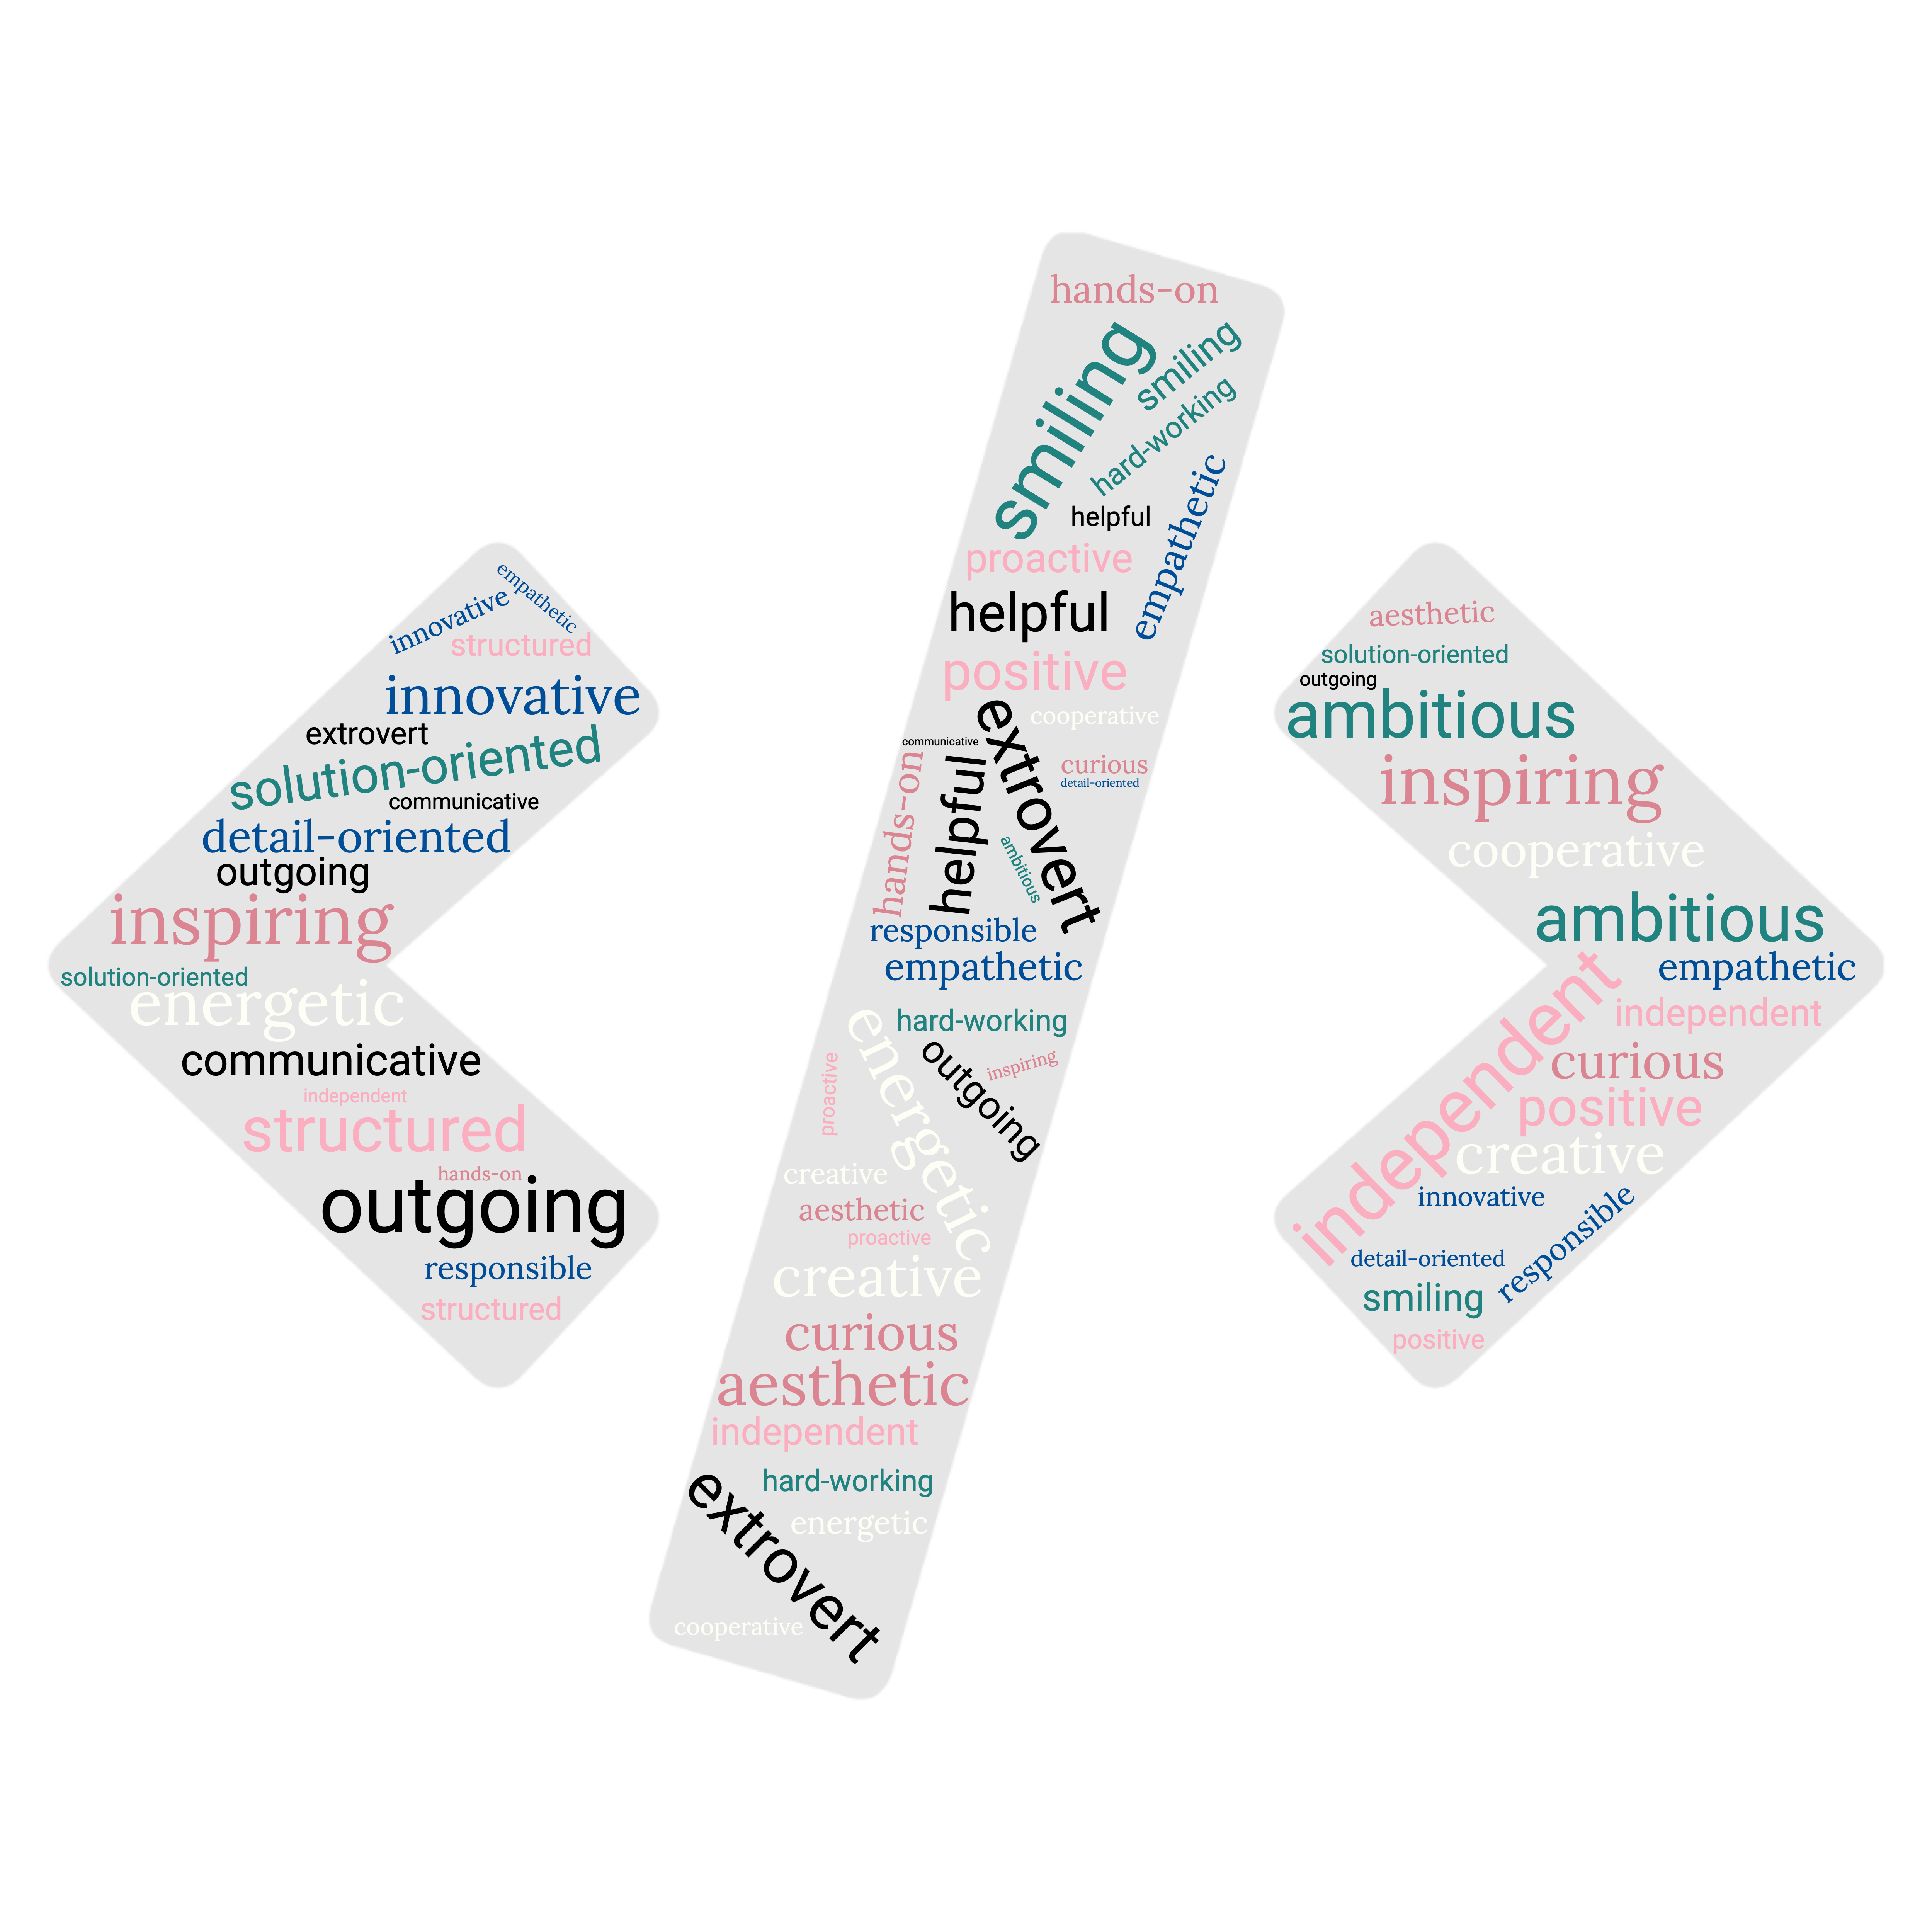 empathetic
innovative
structured
innovative
extrovert
solution-oriented
communicative
detail-oriented
outgoing
inspiring
solution-oriented
energetic
communicative
independent
structured
hands-on
outgoing
responsible
structured
hands-on
smiling
smiling
hard-working
helpful
empathetic
proactive
helpful
positive
cooperative
extrovert
communicative
curious
detail-oriented
hands-on
helpful
ambitious
responsible
empathetic
hard-working
energetic
outgoing
inspiring
proactive
creative
aesthetic
proactive
creative
curious
aesthetic
independent
hard-working
extrovert
energetic
cooperative
aesthetic
solution-oriented
outgoing
ambitious
inspiring
cooperative
ambitious
empathetic
independent
independent
curious
positive
creative
innovative
responsible
detail-oriented
smiling
positive